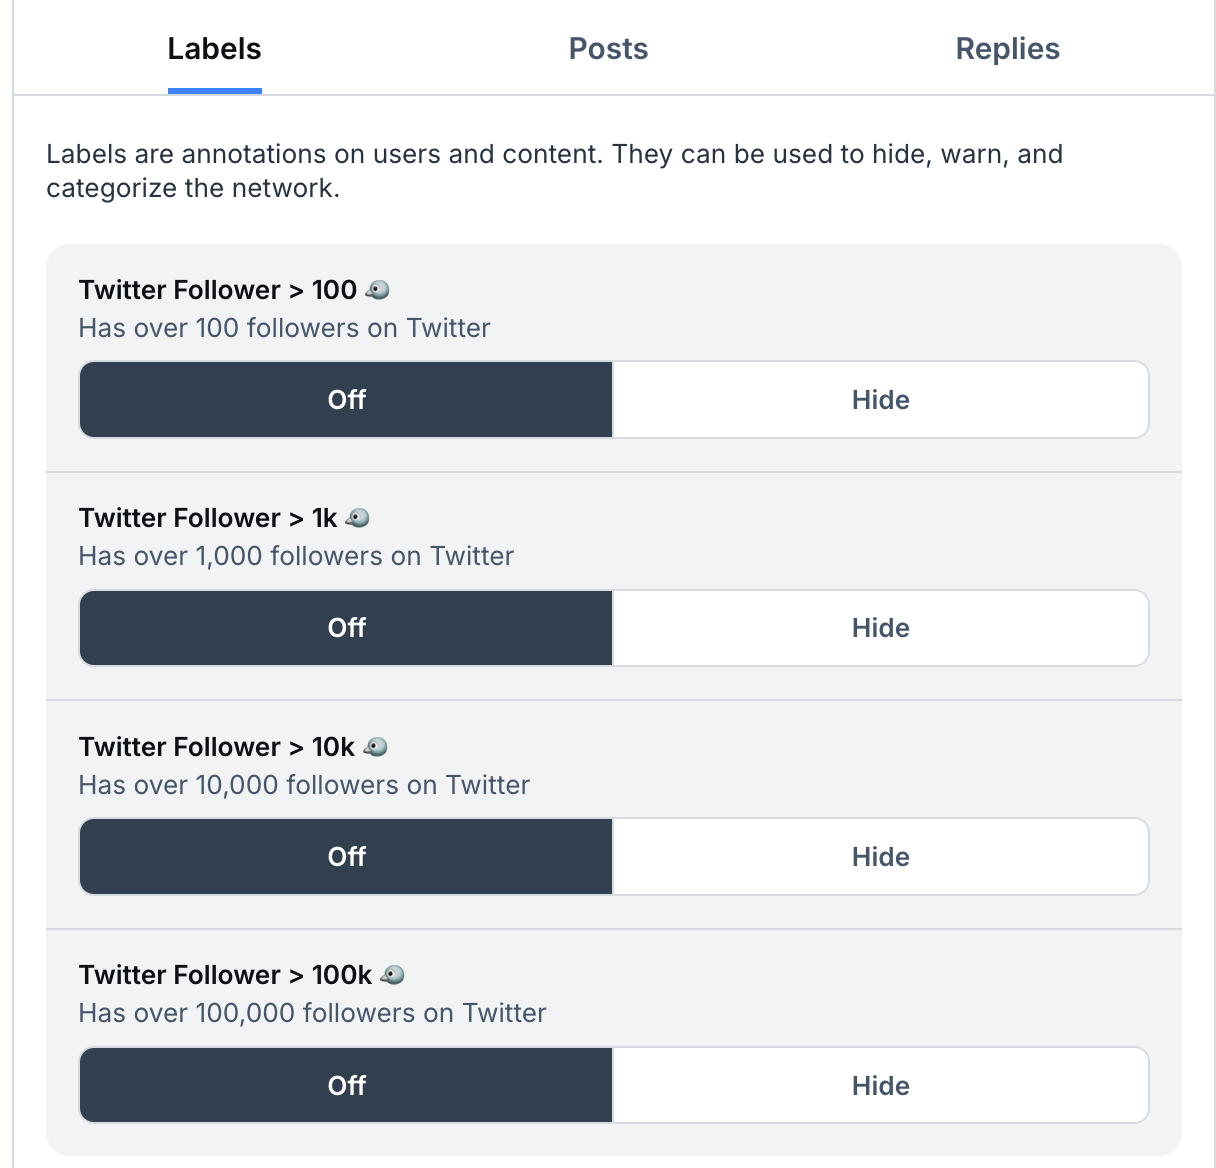 Labels
Posts
Replies
Labels are annotations on users and content. They can be used to hide, warn, and
categorize the network.
Twitter Follower > 100
Has over 100 followers on Twitter
Off
Hide
Twitter Follower > 1k
Has over 1,000 followers on Twitter
Off
Hide
Twitter Follower > 10k
Has over 10,000 followers on Twitter
Off
Hide
Twitter Follower > 100k
Has over 100,000 followers on Twitter
Off
Hide